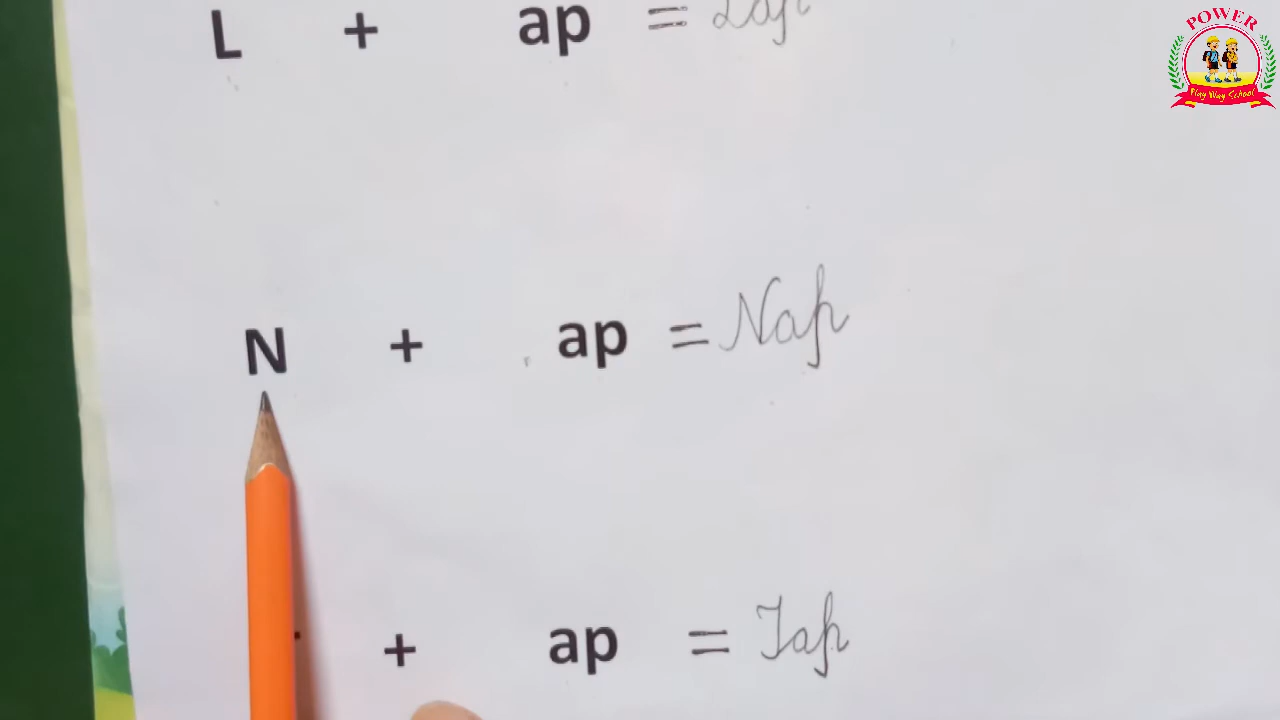 L + ap = Lap
N + ap = Nap
+ ap = Tap
POWER
Play Way School